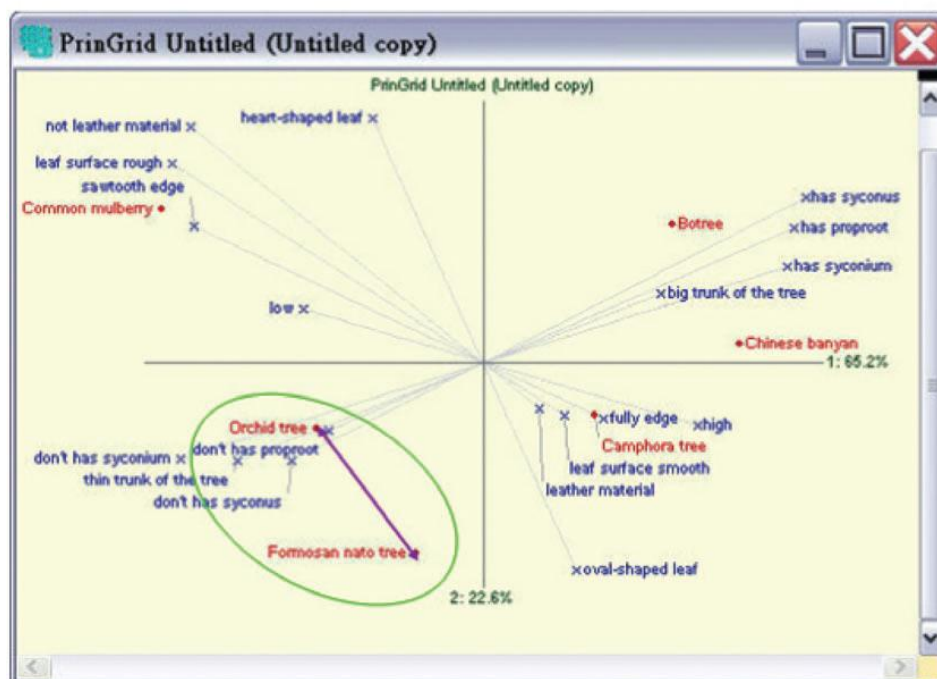 PrinGrid Untitled (Untitled copy)
PrinGrid Untitled (Untitled copy)
heart-shaped leaf
not leather material
leaf surface rough
sawtooth edge
Common mulberry
has syconus
Botree
has proproot
has syconium
big trunk of the tree
low
Chinese banyan
1: 65.2%
Orchid tree
fully edge
high
don't has proproot
Camphora tree
don't has syconium
leaf surface smooth
thin trunk of the tree
leather material
don't has syconus
Formosan nato tree
oval-shaped leaf
2: 22.6%